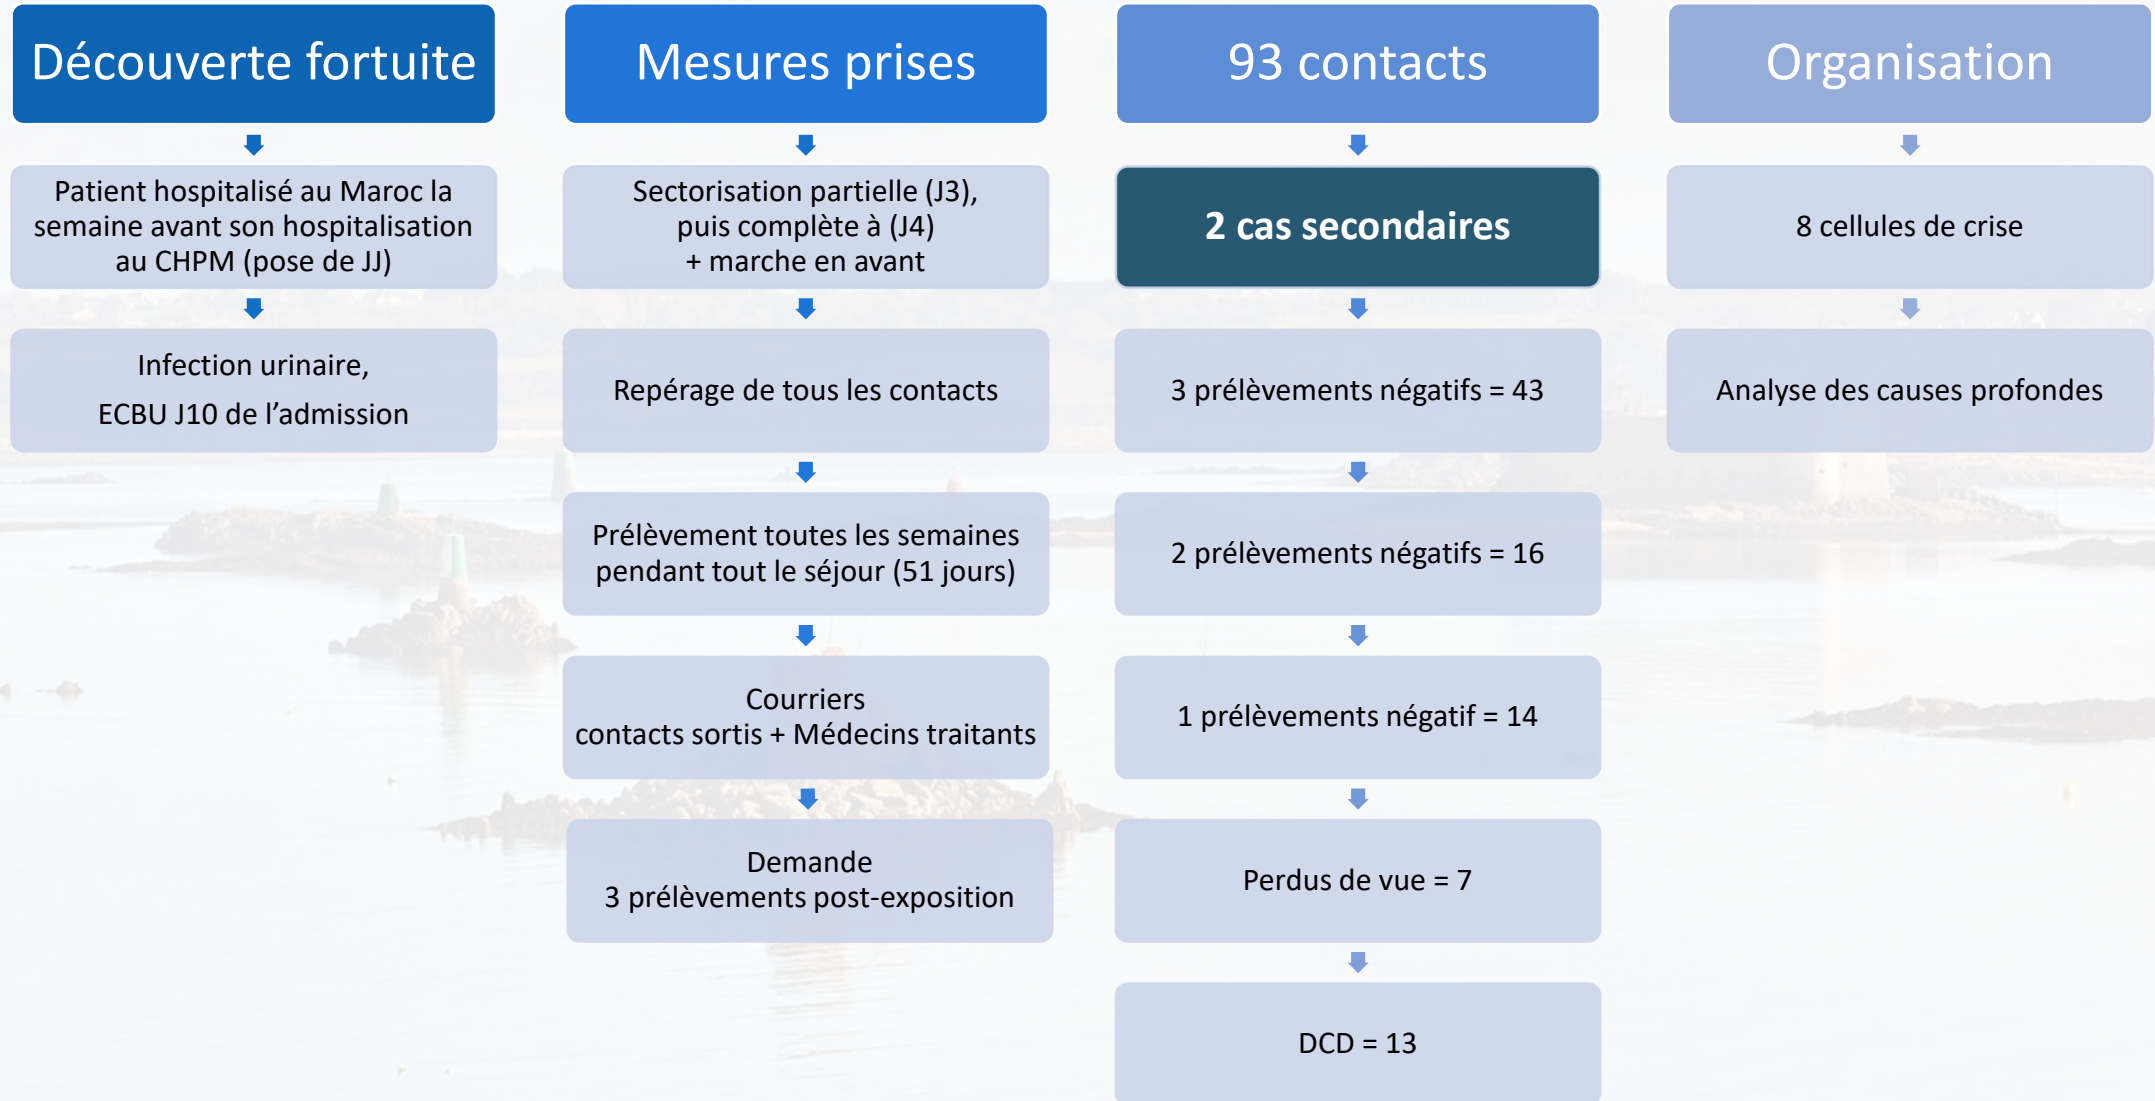 Découverte fortuite
Patient hospitalisé au Maroc la
semaine avant son hospitalisation
au CHPM (pose de JJ)
Infection urinaire,
ECBU J10 de l’admission
Mesures prises
Sectorisation partielle (J3),
puis complète à (J4)
+ marche en avant
Repérage de tous les contacts
Prélèvement toutes les semaines
pendant tout le séjour (51 jours)
Courriers
contacts sortis + Médecins traitants
Demande
3 prélèvements post-exposition
93 contacts
2 cas secondaires
3 prélèvements négatifs = 43
2 prélèvements négatifs = 16
1 prélèvements négatif = 14
Perdus de vue = 7
DCD = 13
Organisation
8 cellules de crise
Analyse des causes profondes